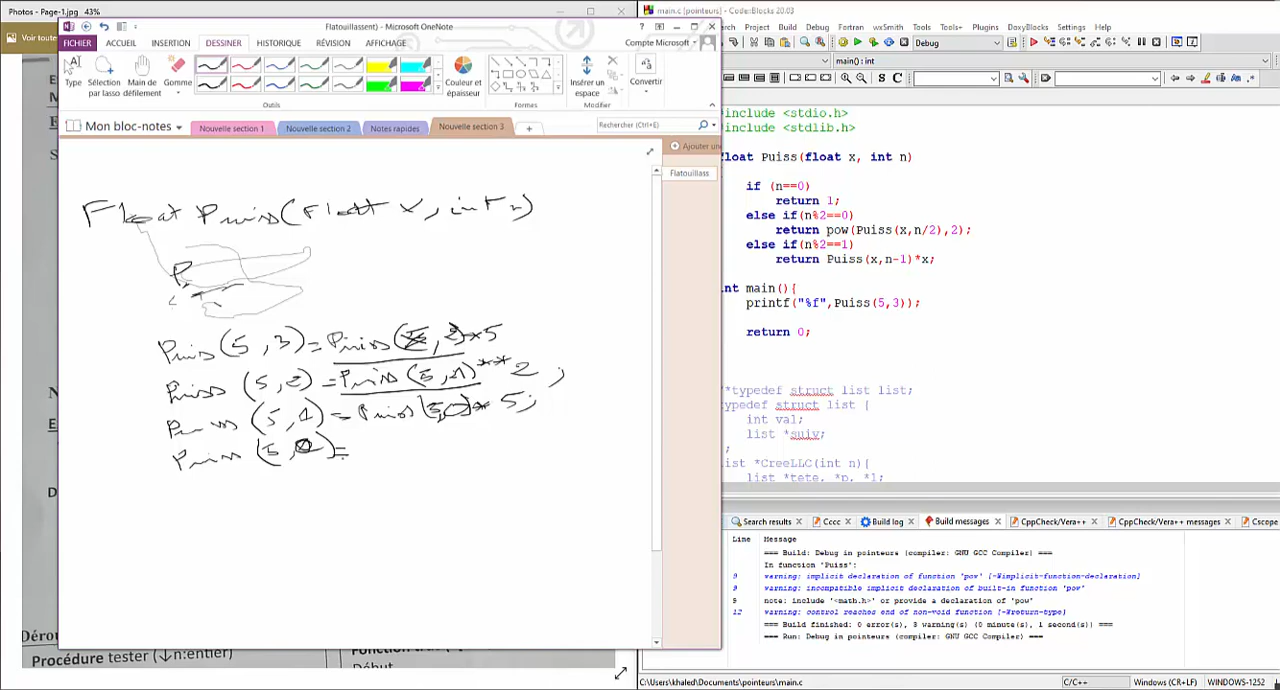 Photos - Page-1.jpg 43%
main.c [pointeurs] - Code::Blocks 20.03
Flatouillassent) - Microsoft OneNote
Project Build Debug Fortran wxSmith Tools Tools+ Plugins DoxyBlocks Settings Help
FICHIER ACCUEIL INSERTION DESSINER HISTORIQUE RÉVISION AFFICHAGE Compte Microsoft
Debug
main() : int
Type Sélection par lasso Main de défilement Gomme Couleur et épaisseur Insérer un espace Convertir
Outils Formes Modifier
Mon bloc-notes Nouvelle section 1 Nouvelle section 2 Notes rapides Nouvelle section 3 Rechercher (Ctrl+E)
Ajouter une
Flatouillass
Float Puiss(Float x, int n)
Puiss(5,3)=Puiss(5,2)*5
Puiss (5,2)=Puiss(5,1)**2 ;
Puiss (5,1)=Puiss(5,0)*5;
Puiss (5,0)=
include <stdio.h>
include <stdlib.h>
loat Puiss(float x, int n)
if (n==0)
return 1;
else if(n%2==0)
return pow(Puiss(x,n/2),2);
else if(n%2==1)
return Puiss(x,n-1)*x;
nt main(){
printf("%f",Puiss(5,3));
return 0;
*typedef struct list list;
typedef struct list {
int val;
list *suiv;
;
ist *CreeLLC(int n){
list *tete, *p, *l;
Search results Cccc Build log Build messages CppCheck/Vera++ CppCheck/Vera++ messages Cscope
Line Message
=== Build: Debug in pointeurs (compiler: GNU GCC Compiler) ===
In function 'Puiss':
9 warning: implicit declaration of function 'pow' [-Wimplicit-function-declaration]
9 warning: incompatible implicit declaration of built-in function 'pow'
9 note: include '<math.h>' or provide a declaration of 'pow'
12 warning: control reaches end of non-void function [-Wreturn-type]
=== Build finished: 0 error(s), 3 warning(s) (0 minute(s), 1 second(s)) ===
=== Run: Debug in pointeurs (compiler: GNU GCC Compiler) ===
Dérou
Procédure tester (↓n:entier)
Début
C:\Users\khaled\Documents\pointeurs\main.c C/C++ Windows (CR+LF) WINDOWS-1252